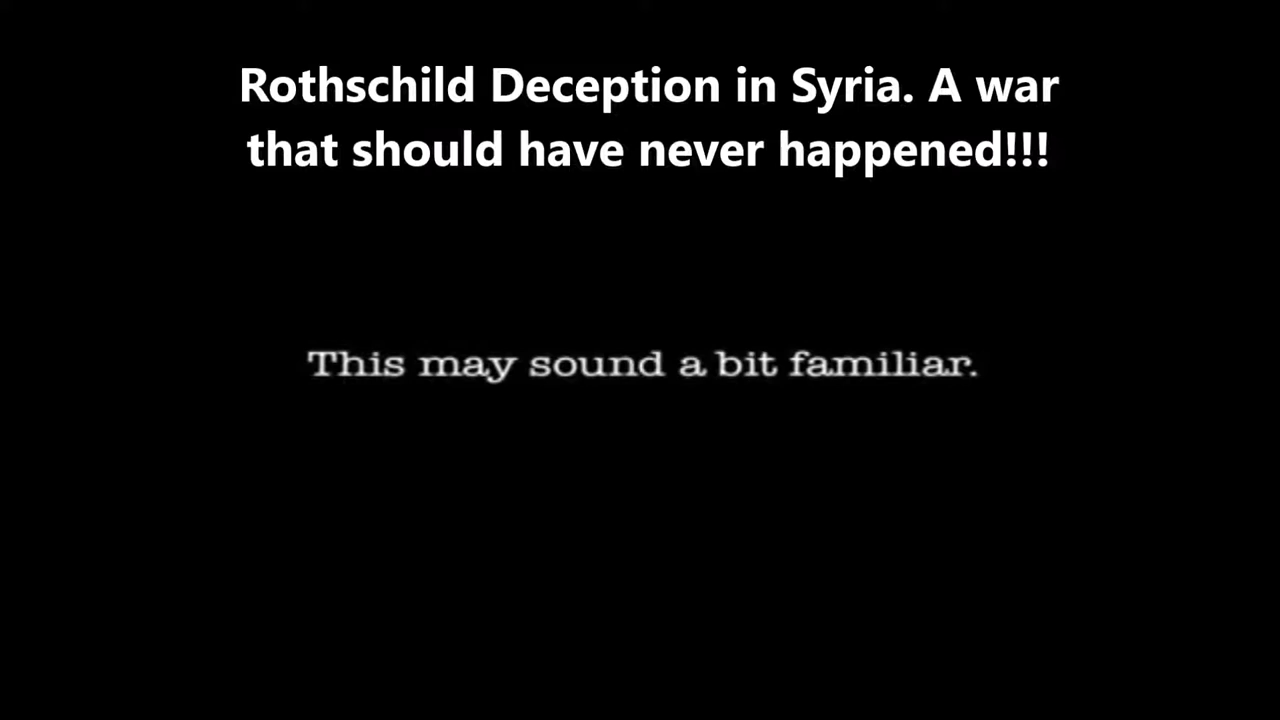 Rothschild Deception in Syria. A war
that should have never happened!!!
This may sound a bit familiar.